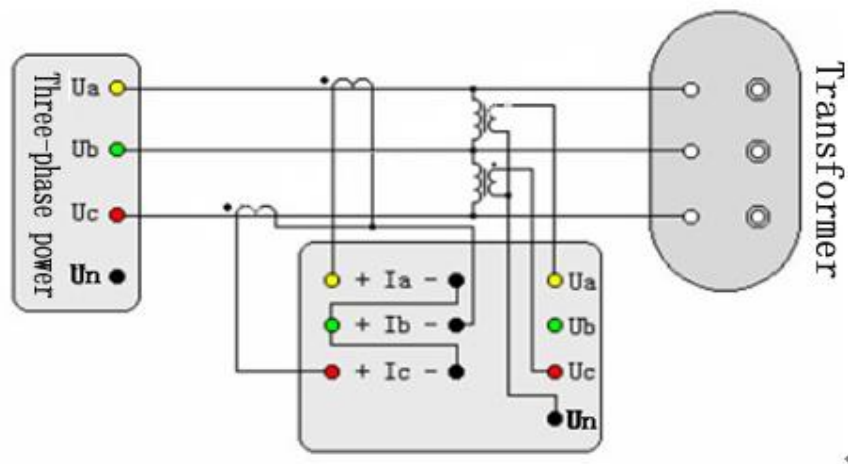 Three-phase power
Ua
Ub
Uc
Un
+ Ia -
+ Ib -
+ Ic -
Ua
Ub
Uc
Un
Transformer